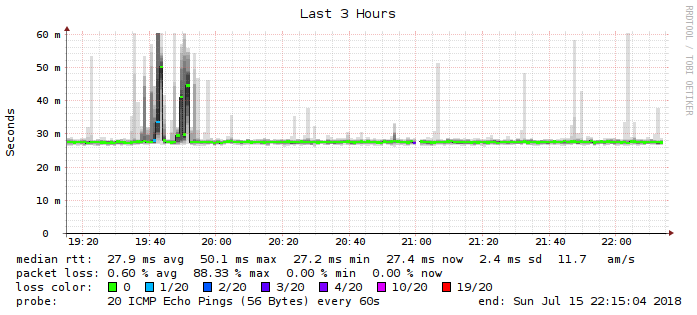 Last 3 Hours
RRDTOOL / TOBI OETIKER
Seconds
60 m
50 m
40 m
30 m
20 m
10 m
0
19:20 19:40 20:00 20:20 20:40 21:00 21:20 21:40 22:00
median rtt: 27.9 ms avg 50.1 ms max 27.2 ms min 27.4 ms now 2.4 ms sd 11.7 am/s
packet loss: 0.60 % avg 88.33 % max 0.00 % min 0.00 % now
loss color: 0 1/20 2/20 3/20 4/20 10/20 19/20
probe: 20 ICMP Echo Pings (56 Bytes) every 60s end: Sun Jul 15 22:15:04 2018